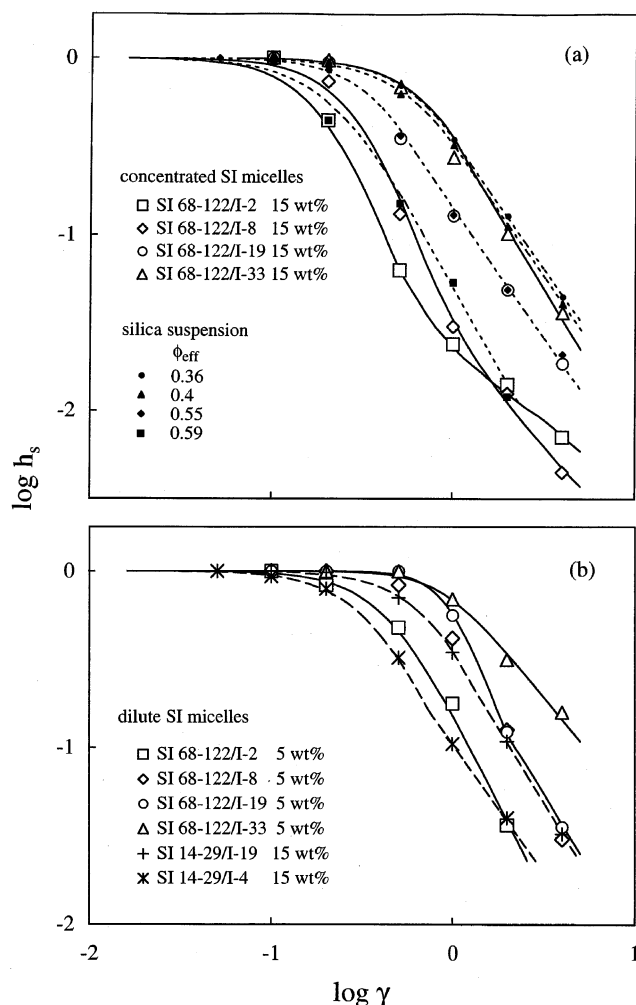 (a)
0
concentrated SI micelles
□ SI 68-122/I-2 15 wt%
◇ SI 68-122/I-8 15 wt%
○ SI 68-122/I-19 15 wt%
△ SI 68-122/I-33 15 wt%
-1
silica suspension
ϕeff
● 0.36
▲ 0.4
◆ 0.55
■ 0.59
-2
log hs
(b)
0
dilute SI micelles
□ SI 68-122/I-2 5 wt%
◇ SI 68-122/I-8 5 wt%
○ SI 68-122/I-19 5 wt%
△ SI 68-122/I-33 5 wt%
+ SI 14-29/I-19 15 wt%
✳ SI 14-29/I-4 15 wt%
-1
-2
-2 -1 0 1
log γ